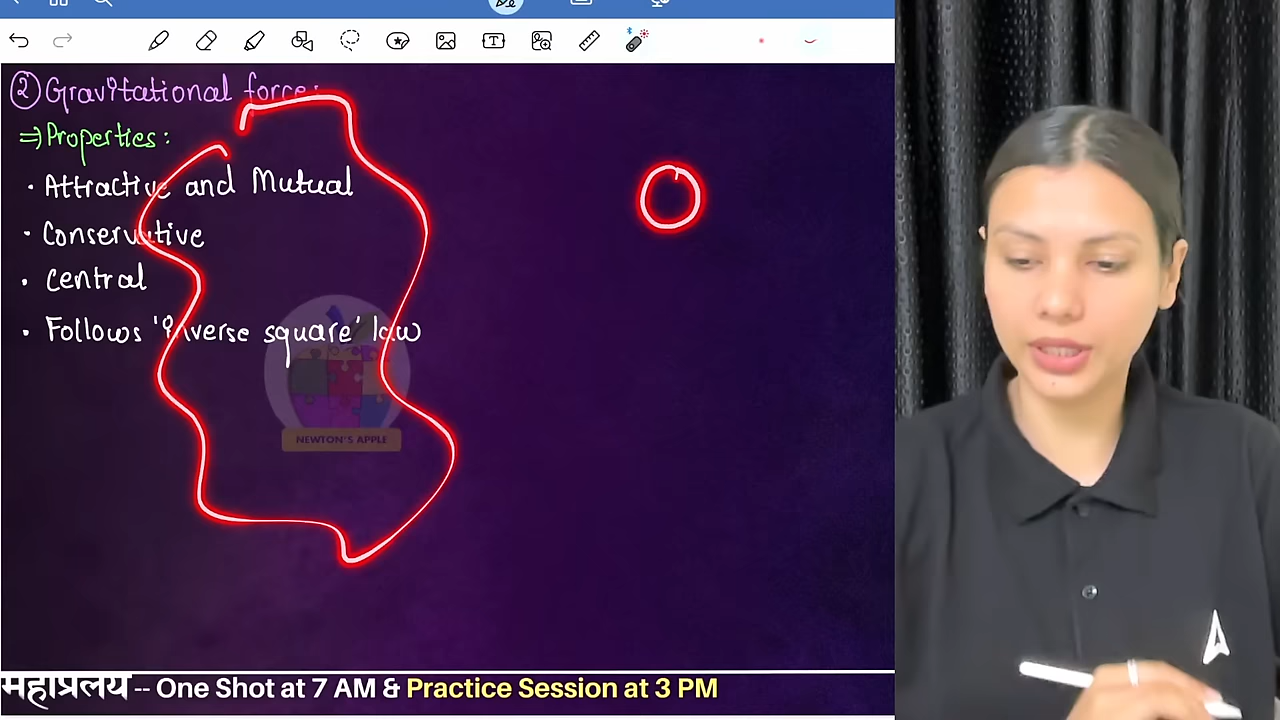 ② Gravitational force:
⇒ Properties:
· Attractive and Mutual
· Conservative
· Central
· Follows 'inverse square' law
NEWTON'S APPLE
महाप्रलय -- One Shot at 7 AM & Practice Session at 3 PM